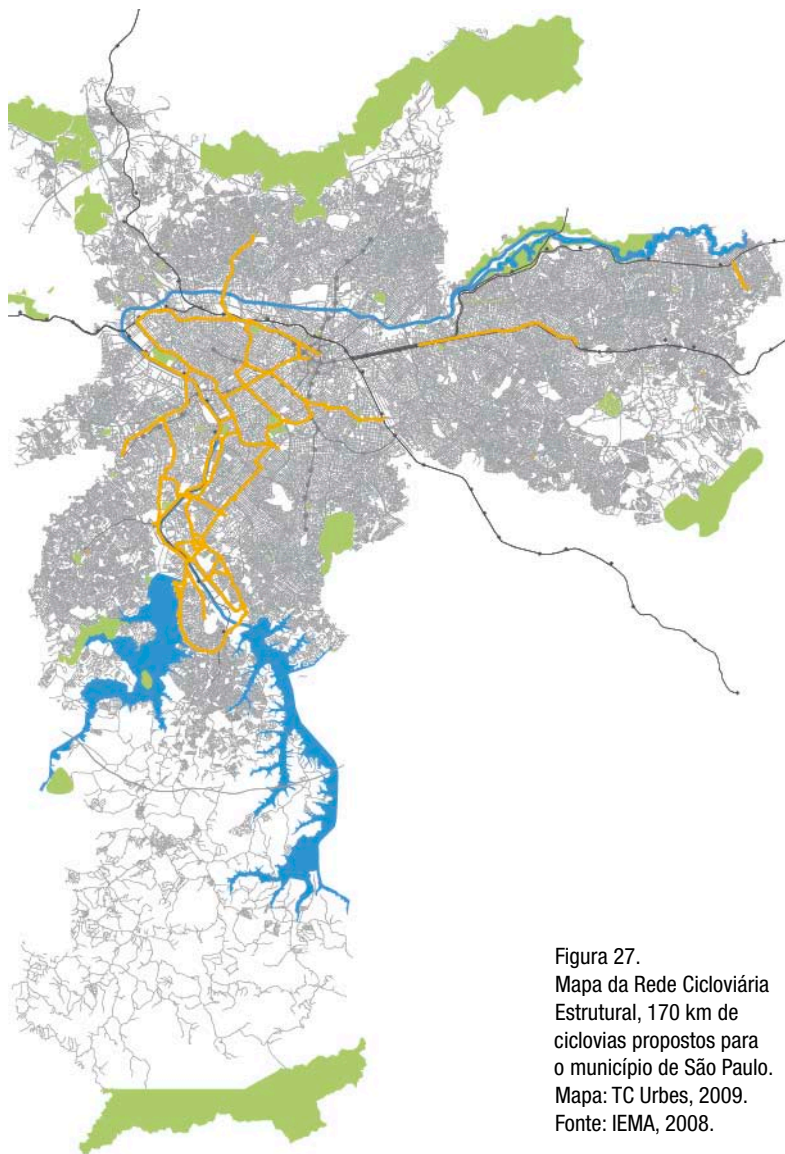 Figura 27.
Mapa da Rede Cicloviária
Estrutural, 170 km de
ciclovias propostos para
o município de São Paulo.
Mapa: TC Urbes, 2009.
Fonte: IEMA, 2008.